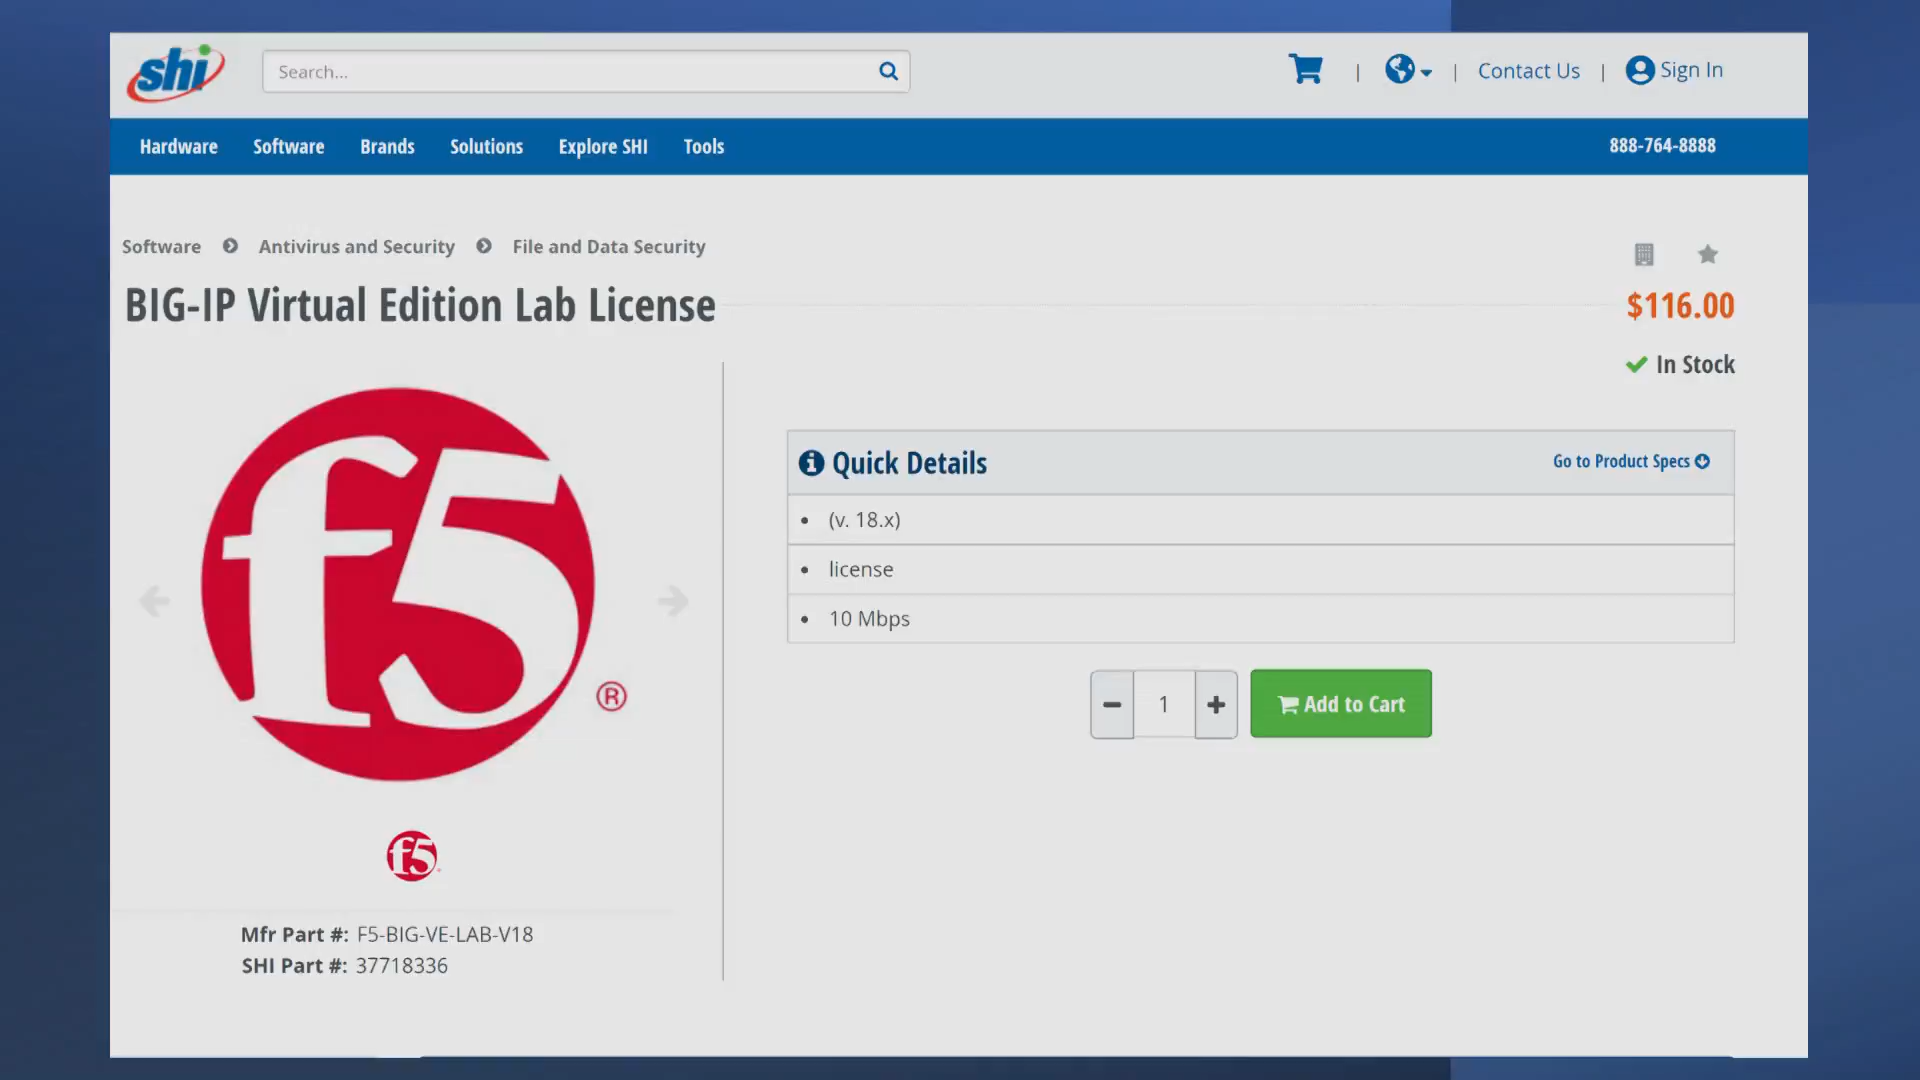 shi
Search...
Contact Us
Sign In
Hardware
Software
Brands
Solutions
Explore SHI
Tools
888-764-8888
Software
Antivirus and Security
File and Data Security
BIG-IP Virtual Edition Lab License
$116.00
In Stock
f5
®
Quick Details
Go to Product Specs
• (v. 18.x)
• license
• 10 Mbps
1
Add to Cart
f5
Mfr Part #: F5-BIG-VE-LAB-V18
SHI Part #: 37718336